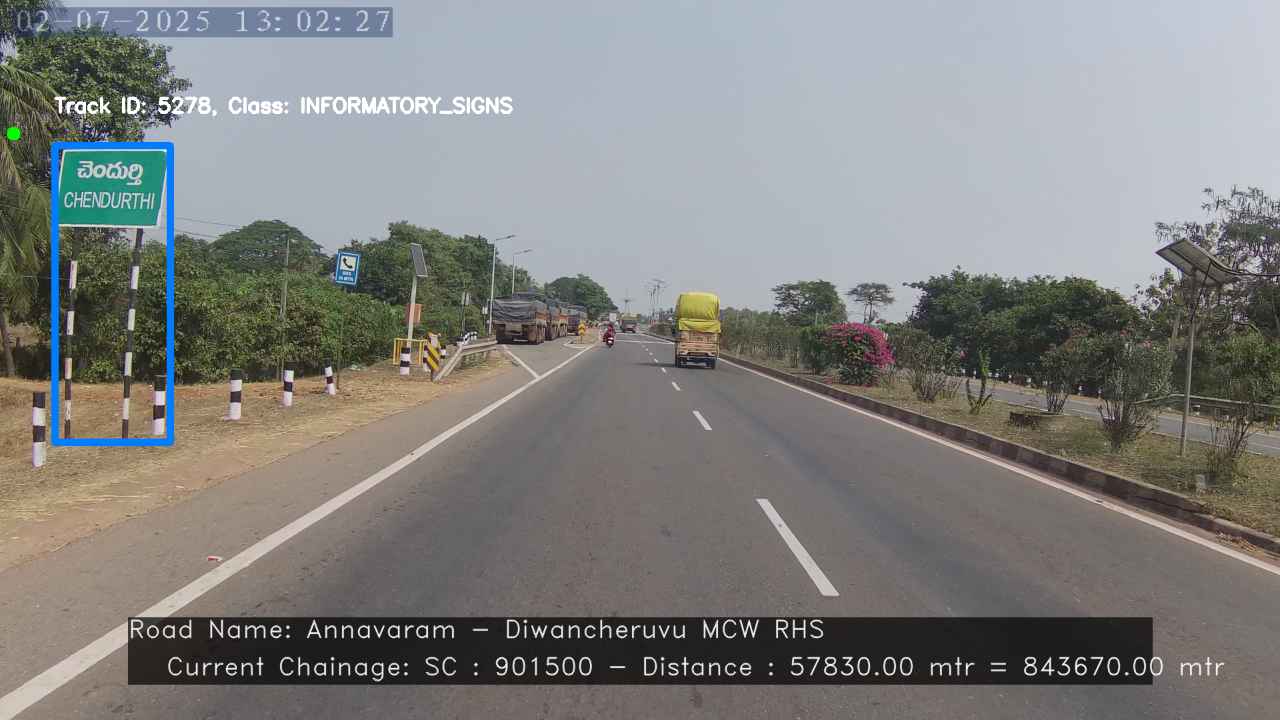 02-07-2025 13:02:27
Track ID: 5278, Class: INFORMATORY_SIGNS
చెందుర్తి
CHENDURTHI
Road Name: Annavaram - Diwancheruvu MCW RHS
Current Chainage: SC : 901500 - Distance : 57830.00 mtr = 843670.00 mtr